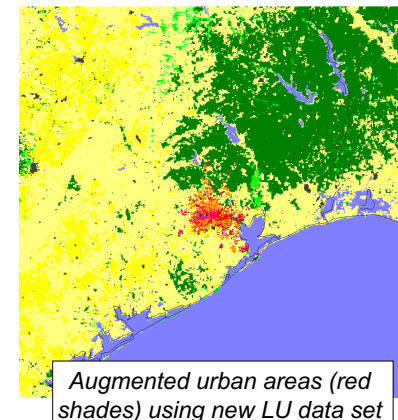 Augmented urban areas (red
shades) using new LU data set